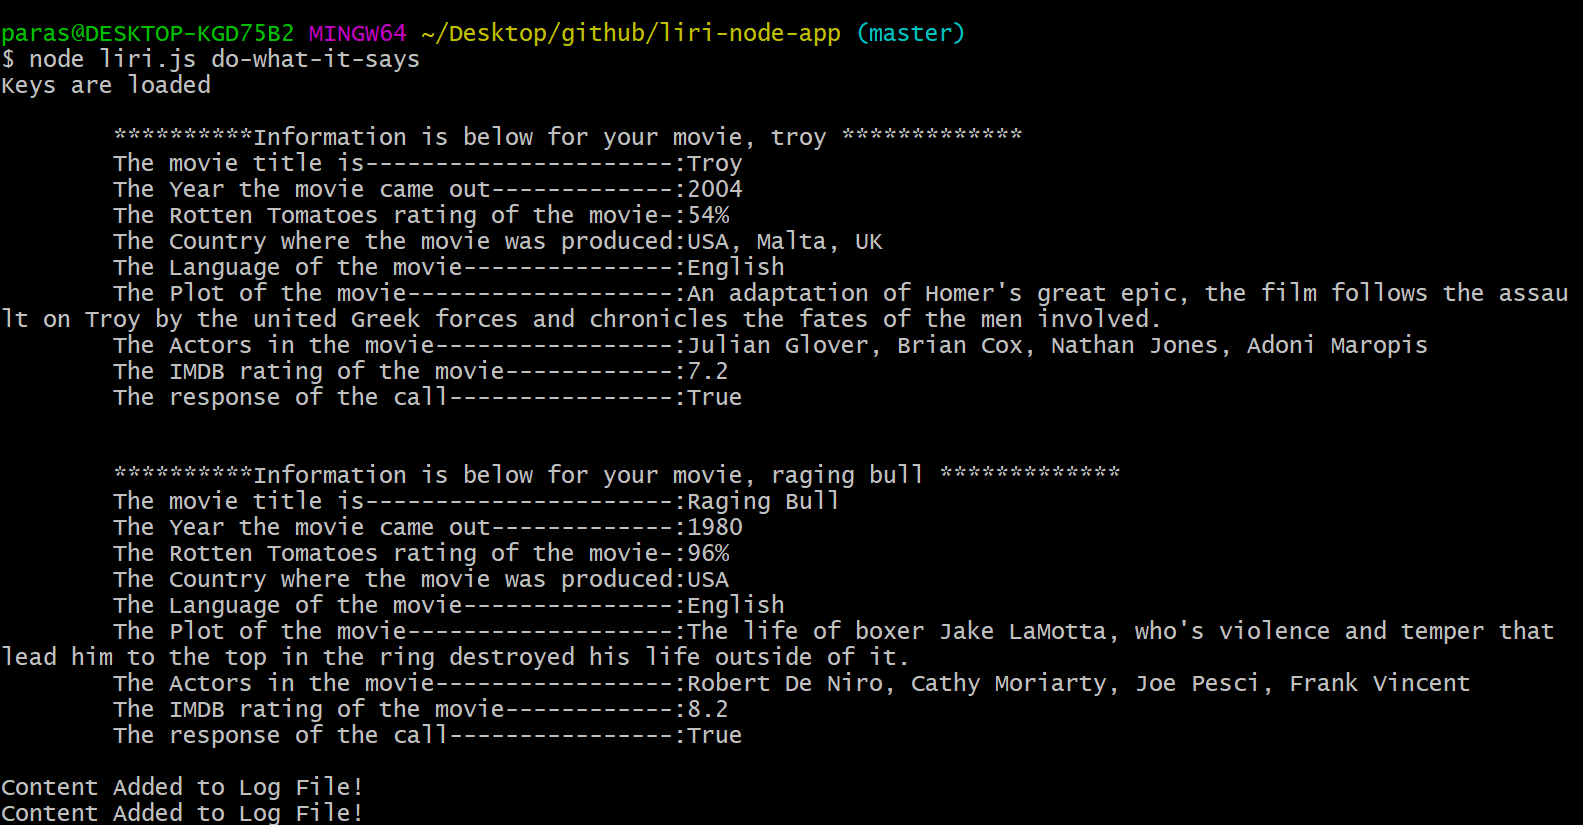 paras@DESKTOP-KGD75B2 MINGW64 ~/Desktop/github/liri-node-app (master)
$ node liri.js do-what-it-says
Keys are loaded
**********Information is below for your movie, troy *************
The movie title is----------------------:Troy
The Year the movie came out-------------:2004
The Rotten Tomatoes rating of the movie-:54%
The Country where the movie was produced:USA, Malta, UK
The Language of the movie---------------:English
The Plot of the movie-------------------:An adaptation of Homer's great epic, the film follows the assau
lt on Troy by the united Greek forces and chronicles the fates of the men involved.
The Actors in the movie-----------------:Julian Glover, Brian Cox, Nathan Jones, Adoni Maropis
The IMDB rating of the movie------------:7.2
The response of the call----------------:True
**********Information is below for your movie, raging bull *************
The movie title is----------------------:Raging Bull
The Year the movie came out-------------:1980
The Rotten Tomatoes rating of the movie-:96%
The Country where the movie was produced:USA
The Language of the movie---------------:English
The Plot of the movie-------------------:The life of boxer Jake LaMotta, who's violence and temper that
lead him to the top in the ring destroyed his life outside of it.
The Actors in the movie-----------------:Robert De Niro, Cathy Moriarty, Joe Pesci, Frank Vincent
The IMDB rating of the movie------------:8.2
The response of the call----------------:True
Content Added to Log File!
Content Added to Log File!